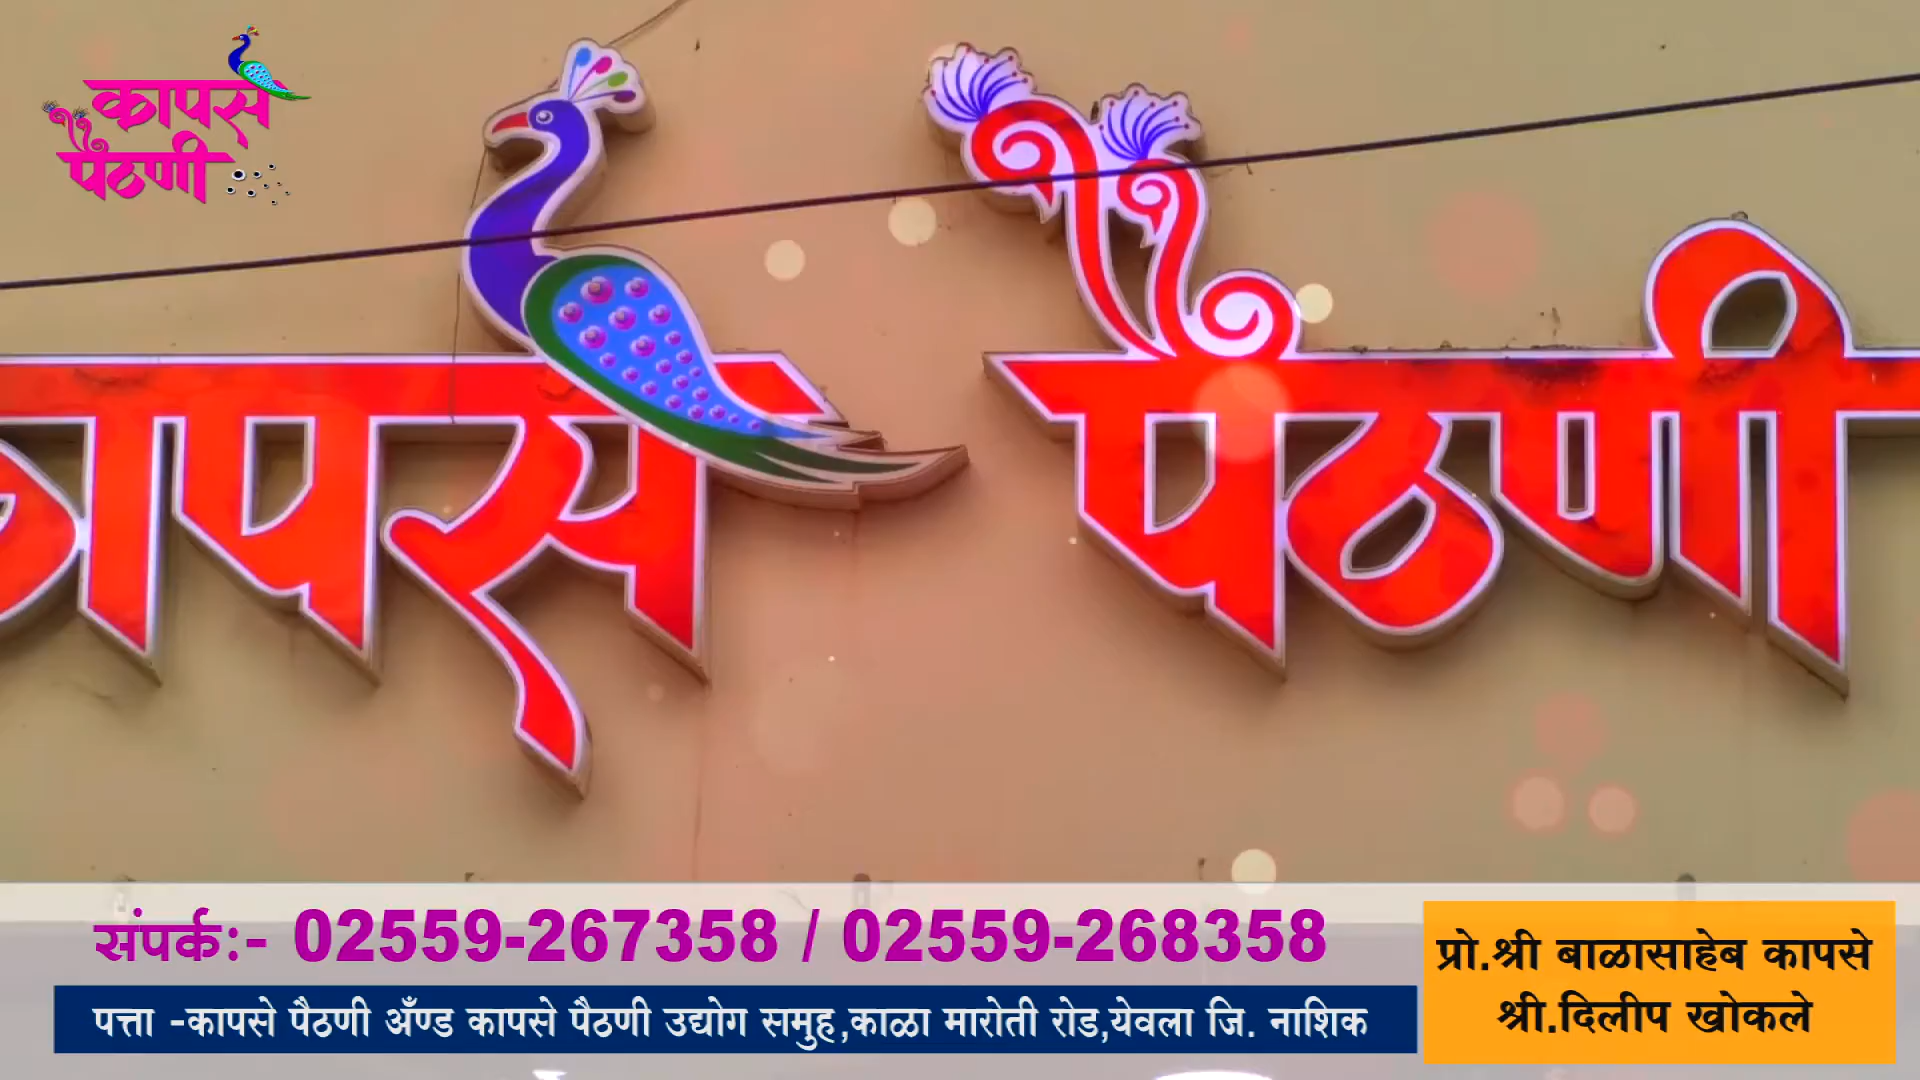 कापसे
पैठणी
कापसे पैठणी
संपर्क:- 02559-267358 / 02559-268358
पत्ता -कापसे पैठणी अँण्ड कापसे पैठणी उद्योग समुह,काळा मारोती रोड,येवला जि. नाशिक
प्रो.श्री बाळासाहेब कापसे
श्री.दिलीप खोकले